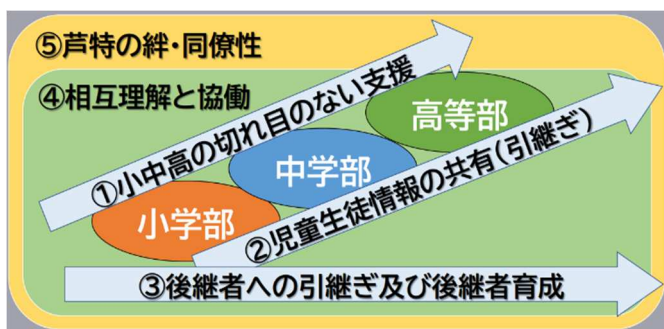 ⑤芦特の絆・同僚性
④相互理解と協働
①小中高の切れ目のない支援
高等部
中学部
小学部
②児童生徒情報の共有(引継ぎ)
③後継者への引継ぎ及び後継者育成